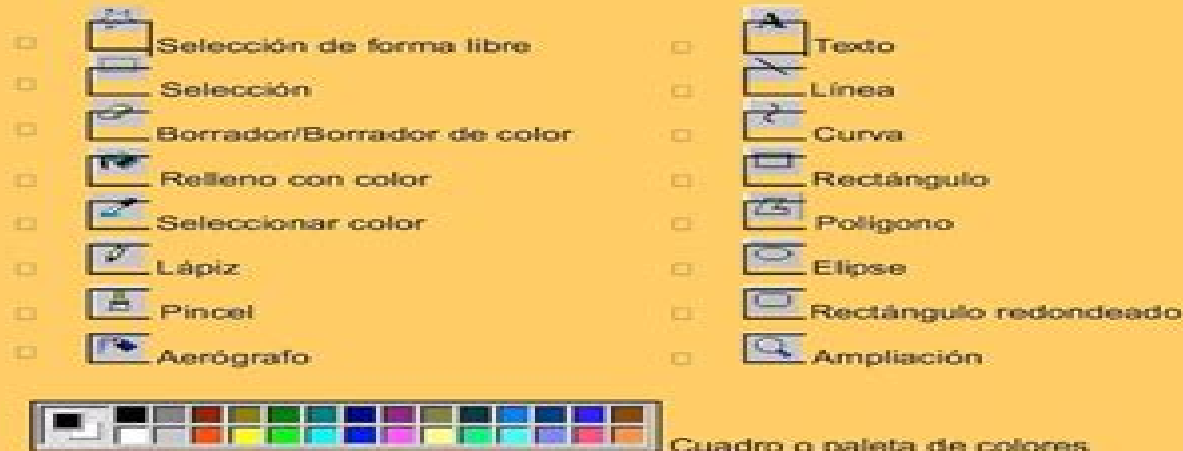 Selección de forma libre
Selección
Borrador/Borrador de color
Relleno con color
Seleccionar color
Lápiz
Pincel
Aerógrafo
A
Texto
Línea
Curva
Rectángulo
Polígono
Elipse
Rectángulo redondeado
Ampliación
Cuadro o paleta de colores